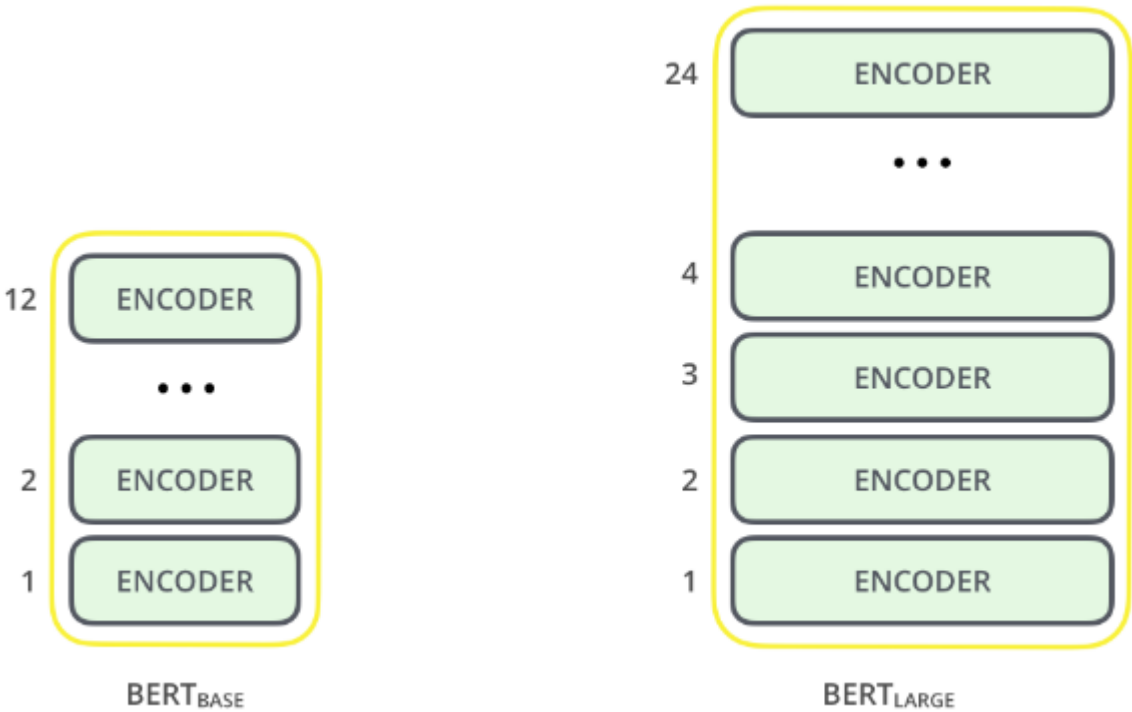 12 ENCODER
...
2 ENCODER
1 ENCODER
BERTBASE
24 ENCODER
...
4 ENCODER
3 ENCODER
2 ENCODER
1 ENCODER
BERTLARGE